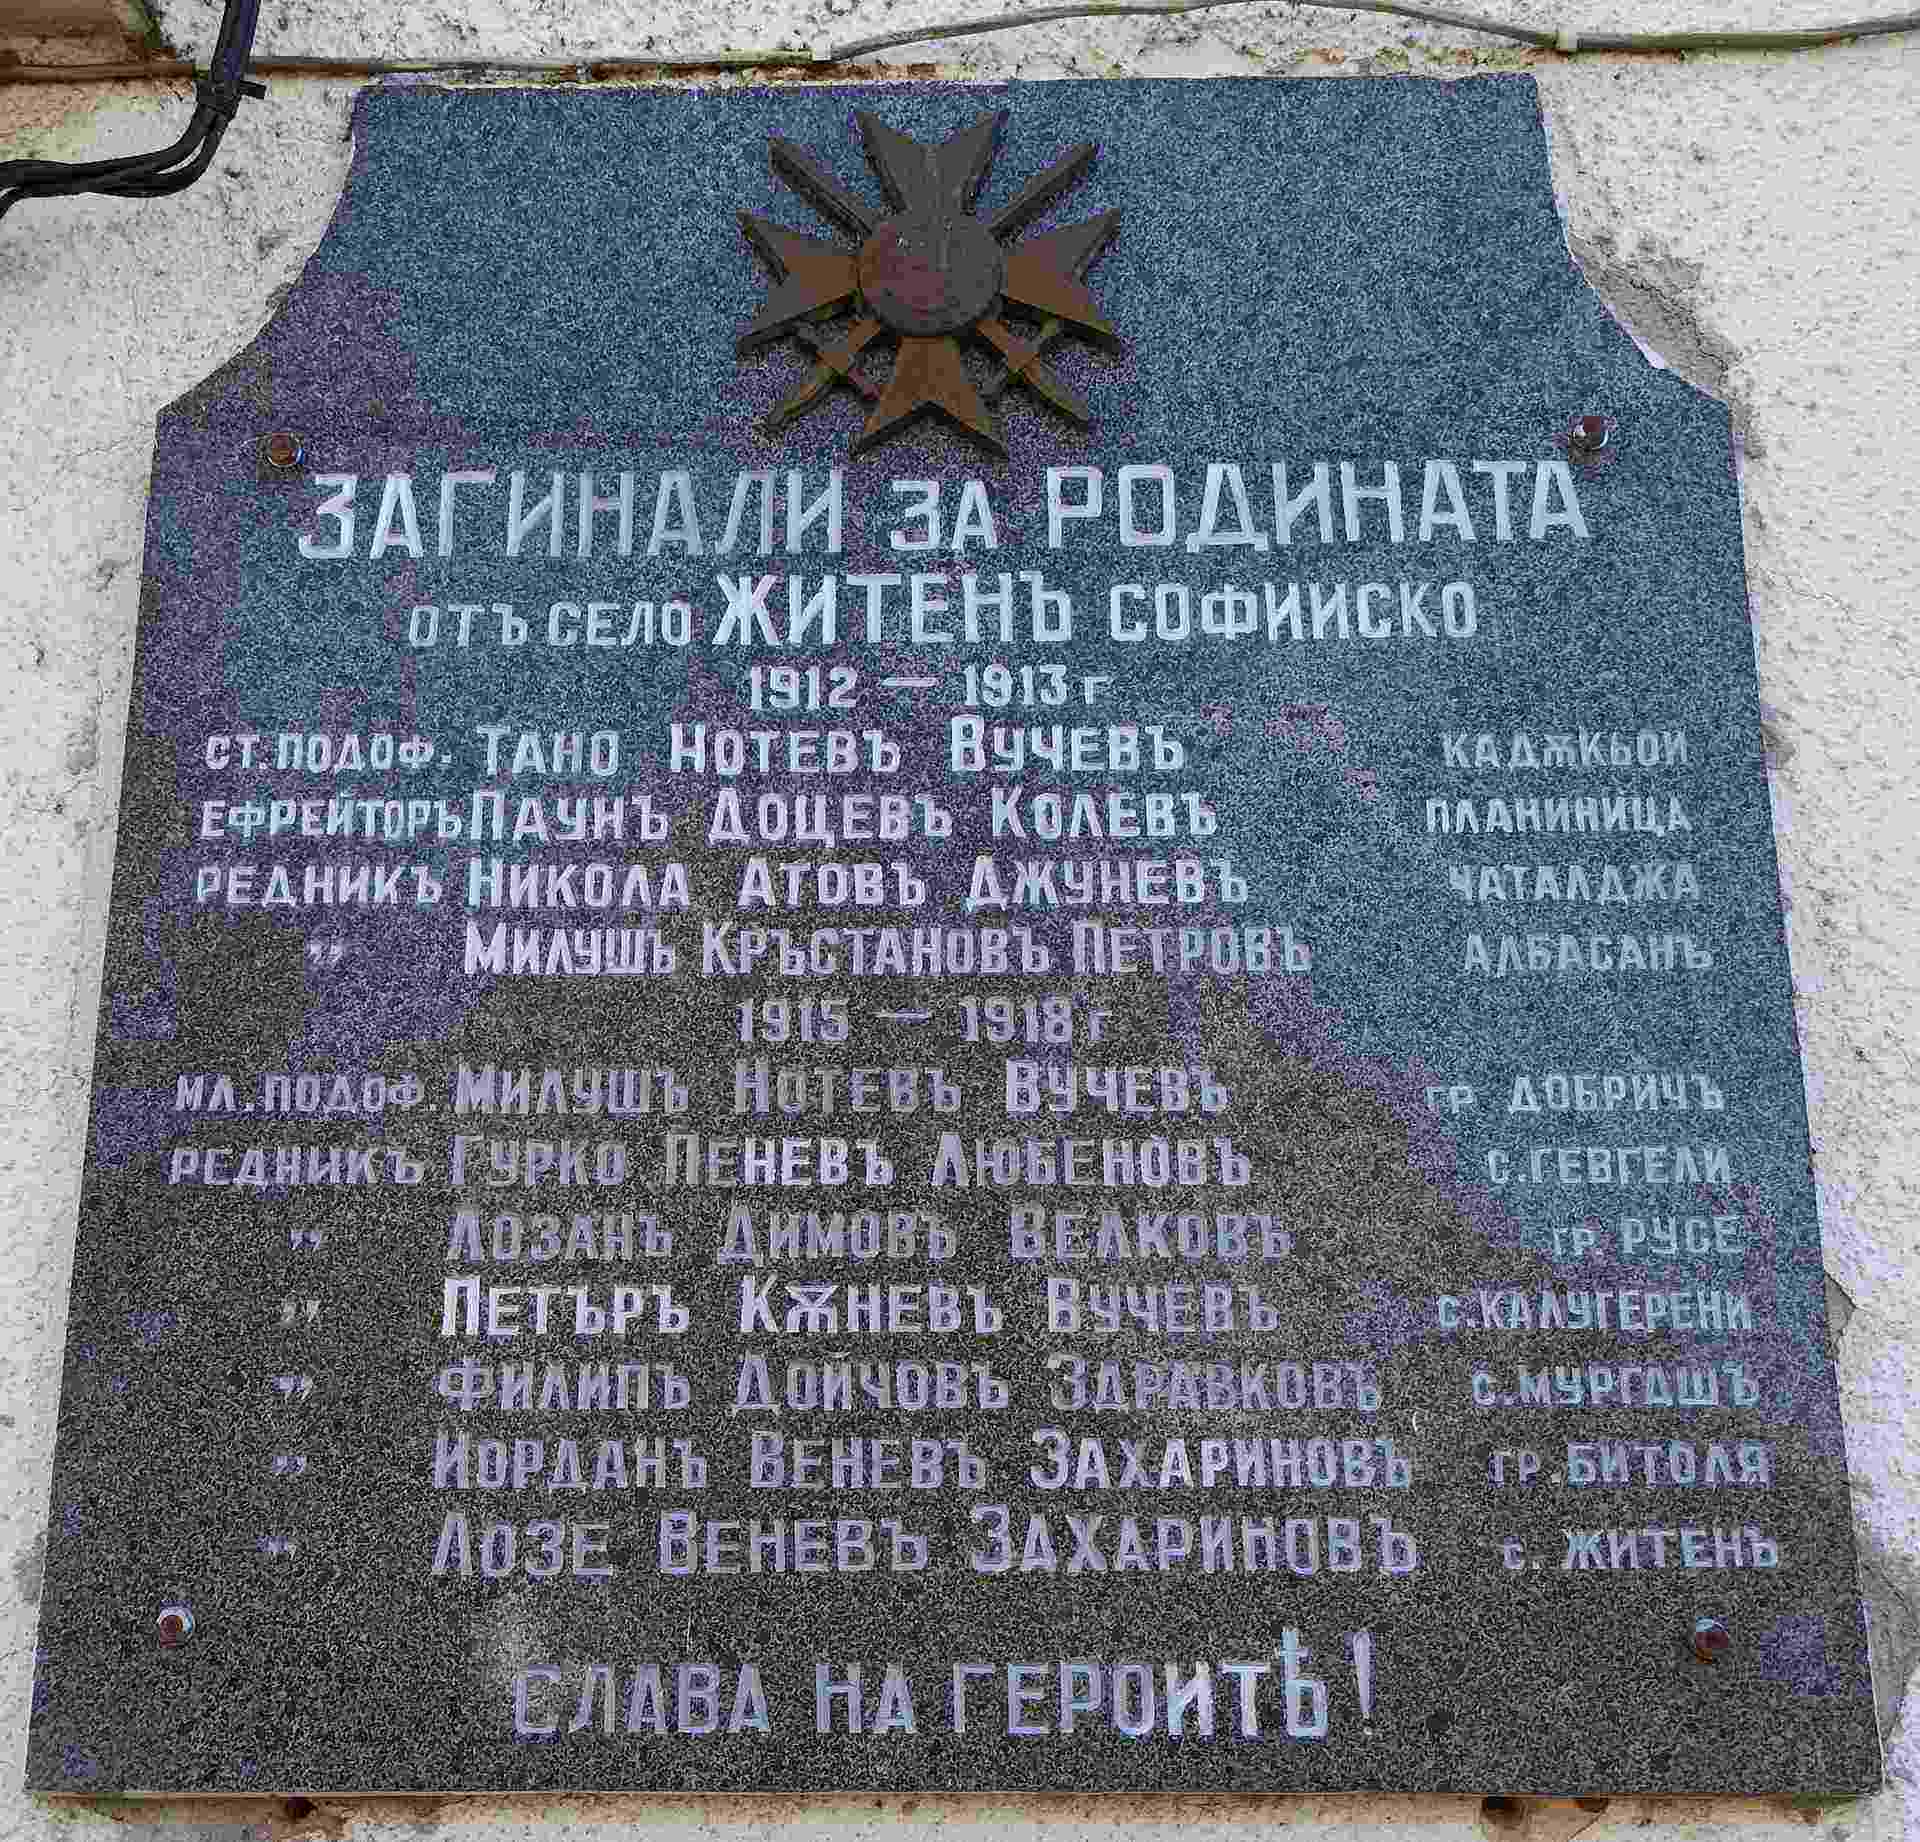 ЗАГИНАЛИ ЗА РОДИНАТА
ОТЪ СЕЛО ЖИТЕНЪ СОФИИСКО
1912 — 1913 г
СТ.ПОДОФ. ТАНО НОТЕВЪ ВУЧЕВЪ КАДѪКЬОИ
ЕФРЕЙТОРЪ ПАУНЪ ДОЦЕВЪ КОЛЕВЪ ПЛАНИНИЦА
РЕДНИКЪ НИКОЛА АТОВЪ ДЖУНЕВЪ ЧАТАЛДЖА
„ МИЛУШЪ КРЪСТАНОВЪ ПЕТРОВЪ АЛБАСАНЪ
1915 — 1918 г
МЛ.ПОДОФ. МИЛУШЪ НОТЕВЪ ВУЧЕВЪ ГР ДОБРИЧЪ
РЕДНИКЪ ГУРКО ПЕНЕВЪ ЛЮБЕНОВЪ С.ГЕВГЕЛИ
„ ЛОЗАНЪ ДИМОВЪ ВЕЛКОВЪ ГР. РУСЕ
„ ПЕТЪРЪ КѪНЕВЪ ВУЧЕВЪ С.КАЛУГЕРЕНИ
„ ФИЛИПЪ ДОЙЧОВЪ ЗДРАВКОВЪ С.МУРГАШЪ
„ ИОРДАНЪ ВЕНЕВЪ ЗАХАРИНОВЪ ГР.БИТОЛЯ
„ ЛОЗЕ ВЕНЕВЪ ЗАХАРИНОВЪ С. ЖИТЕНЪ
СЛАВА НА ГЕРОИТѢ!